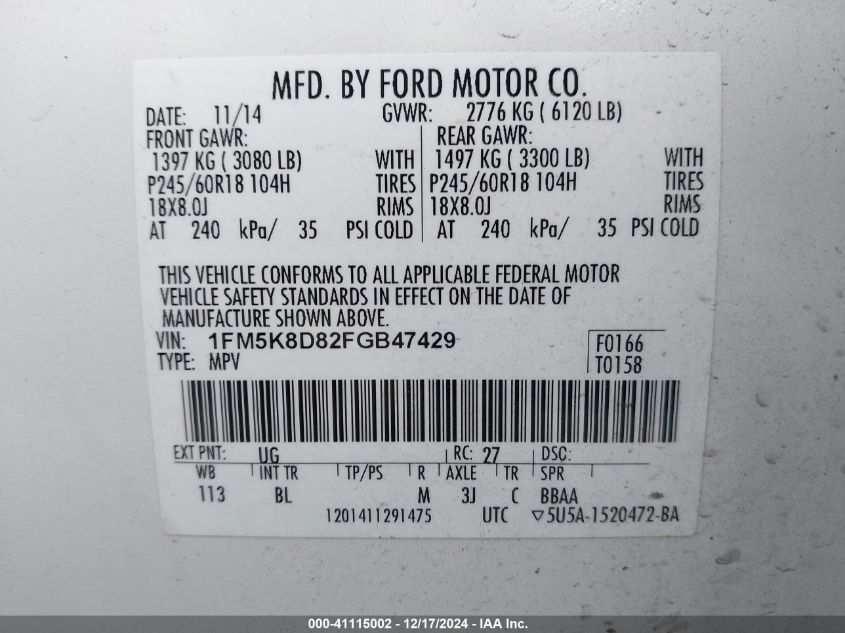 MFD. BY FORD MOTOR CO.
DATE: 11/14 GVWR: 2776 KG ( 6120 LB)
FRONT GAWR: REAR GAWR:
1397 KG ( 3080 LB) WITH 1497 KG ( 3300 LB) WITH
P245/60R18 104H TIRES P245/60R18 104H TIRES
18X8.0J RIMS 18X8.0J RIMS
AT 240 kPa/ 35 PSI COLD AT 240 kPa/ 35 PSI COLD
THIS VEHICLE CONFORMS TO ALL APPLICABLE FEDERAL MOTOR
VEHICLE SAFETY STANDARDS IN EFFECT ON THE DATE OF
MANUFACTURE SHOWN ABOVE.
VIN: 1FM5K8D82FGB47429 F0166
TYPE: MPV T0158
EXT PNT: UG RC: 27 DSC:
WB INT TR TP/PS R AXLE TR SPR
113 BL M 3J C BBAA
1201411291475 UTC ▽5U5A-1520472-BA
000-41115002 - 12/17/2024 - IAA Inc.